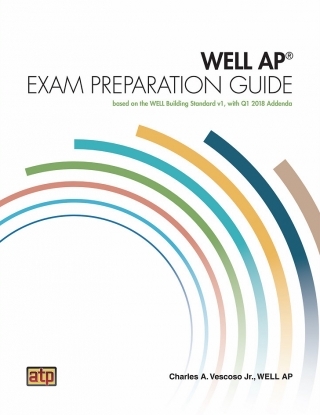 WELL AP®
EXAM PREPARATION GUIDE
based on the WELL Building Standard v1, with Q1 2018 Addenda
Charles A. Vescoso Jr., WELL AP
atp